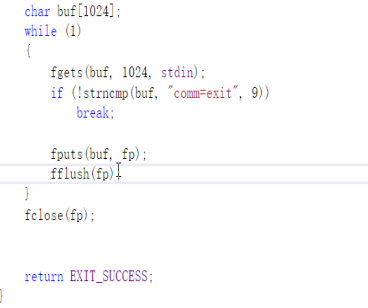 char buf[1024];
while (1)
{
fgets(buf, 1024, stdin);
if (!strncmp(buf, "comm=exit", 9))
break;
fputs(buf, fp);
fflush(fp)
}
fclose(fp);
return EXIT_SUCCESS;
}